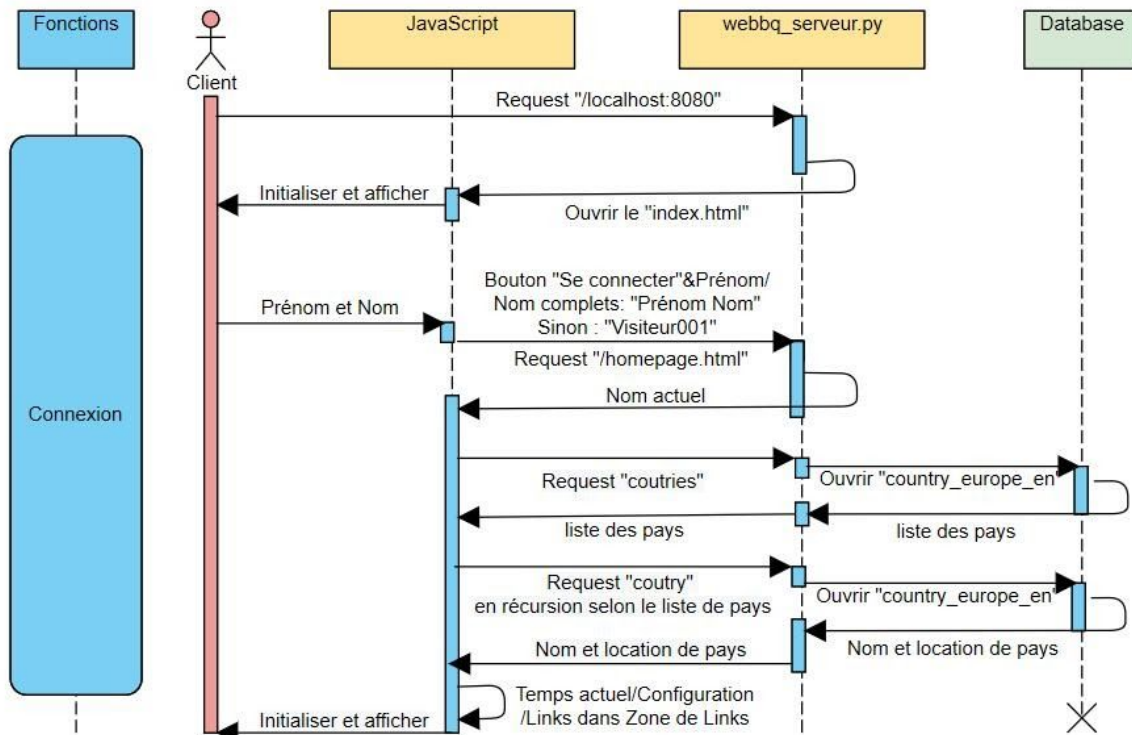 Fonctions
JavaScript
webbq_serveur.py
Database
Client
Request "/localhost:8080"
Initialiser et afficher
Ouvrir le "index.html"
Bouton "Se connecter"&Prénom/
Nom complets: "Prénom Nom"
Sinon : "Visiteur001"
Prénom et Nom
Request "/homepage.html"
Nom actuel
Connexion
Request "coutries"
Ouvrir "country_europe_en"
liste des pays
liste des pays
Request "coutry"
en récursion selon le liste de pays
Ouvrir "country_europe_en"
Nom et location de pays
Nom et location de pays
Temps actuel/Configuration
/Links dans Zone de Links
Initialiser et afficher